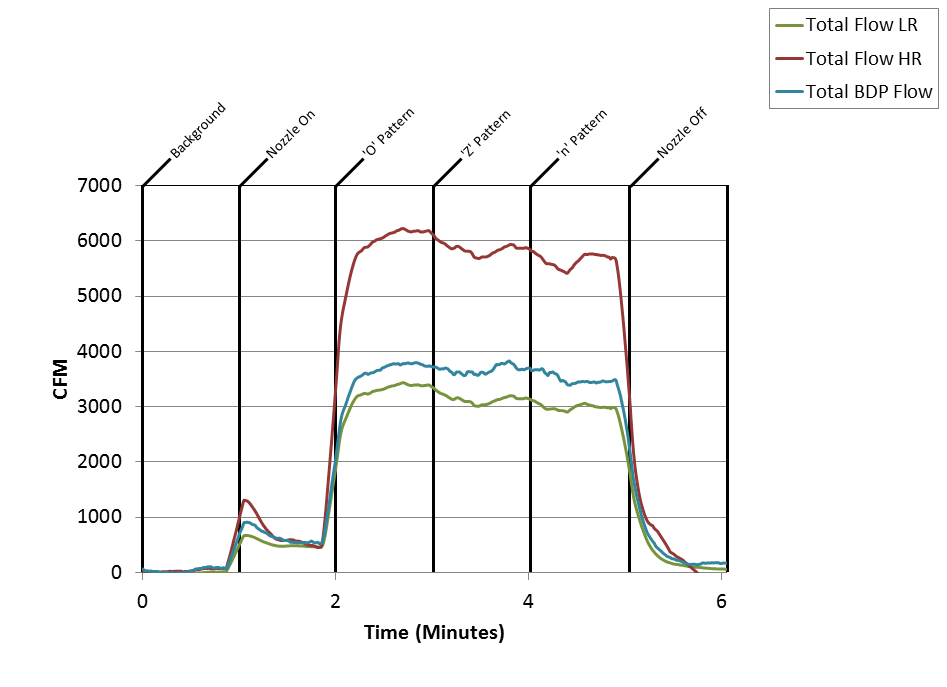 Total Flow LR
Total Flow HR
Total BDP Flow
Background
Nozzle On
'O' Pattern
'Z' Pattern
'n' Pattern
Nozzle Off
7000
6000
5000
4000
3000
2000
1000
0
CFM
0 2 4 6
Time (Minutes)